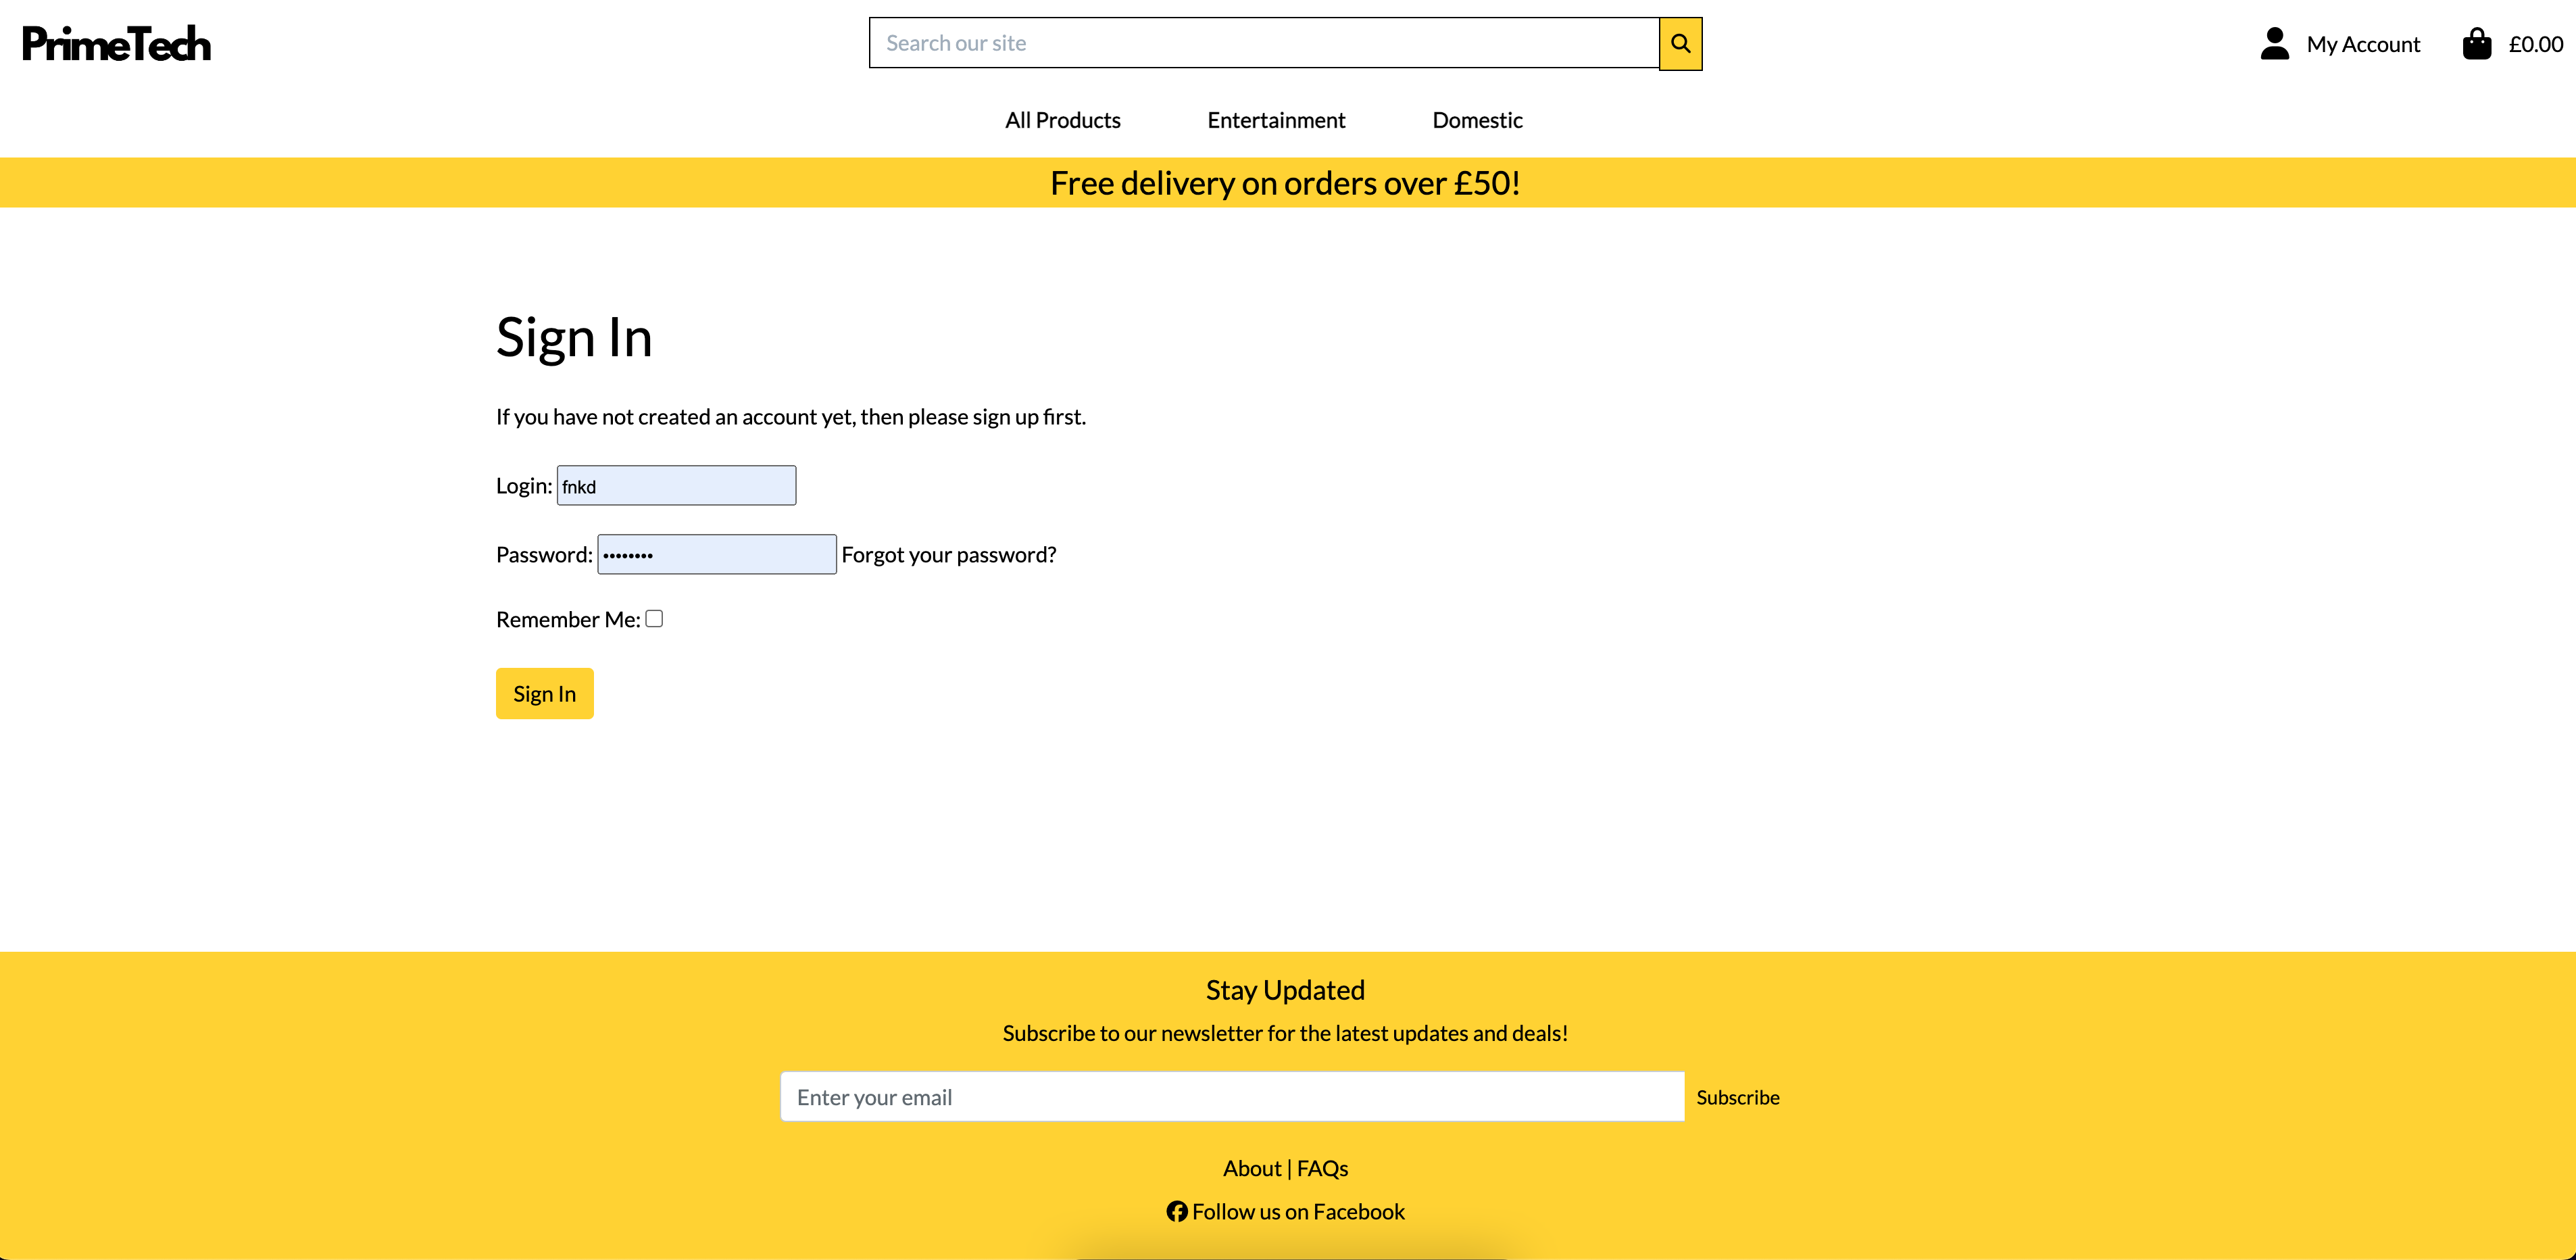 PrimeTech
Search our site
My Account
£0.00
All Products
Entertainment
Domestic
Free delivery on orders over £50!
Sign In
If you have not created an account yet, then please sign up first.
Login: fnkd
Password: •••••••• Forgot your password?
Remember Me:
Sign In
Stay Updated
Subscribe to our newsletter for the latest updates and deals!
Enter your email
Subscribe
About | FAQs
Follow us on Facebook